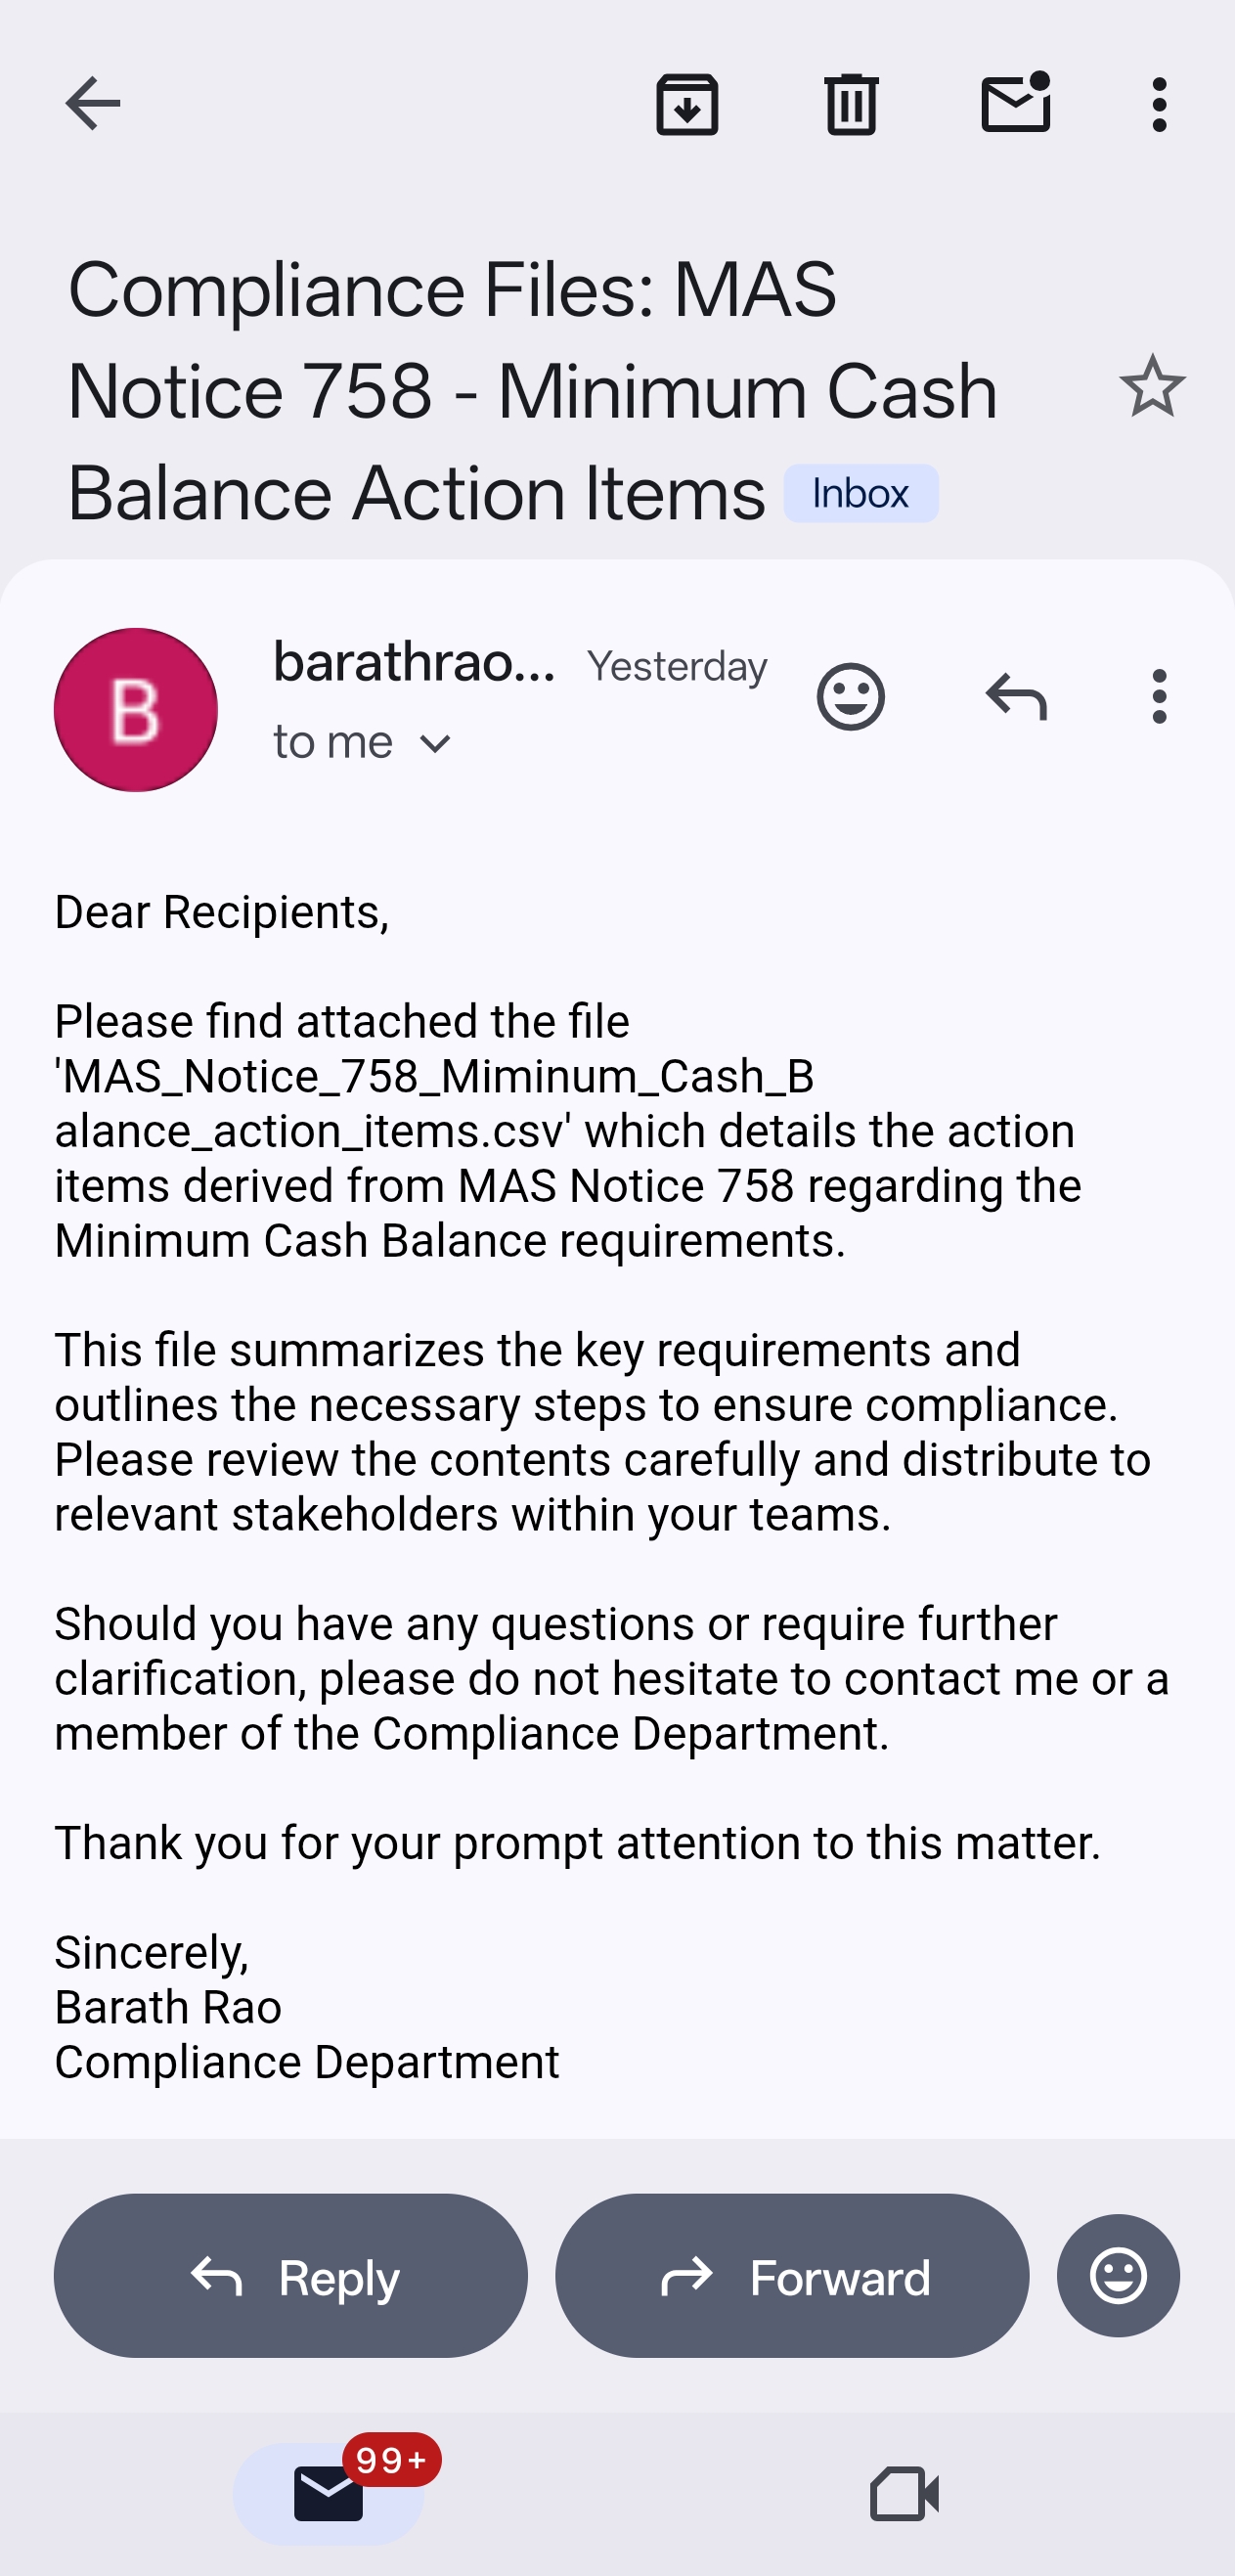 Compliance Files: MAS
Notice 758 - Minimum Cash
Balance Action Items Inbox
B
barathrao... Yesterday
to me
Dear Recipients,
Please find attached the file
'MAS_Notice_758_Miminum_Cash_B
alance_action_items.csv' which details the action
items derived from MAS Notice 758 regarding the
Minimum Cash Balance requirements.
This file summarizes the key requirements and
outlines the necessary steps to ensure compliance.
Please review the contents carefully and distribute to
relevant stakeholders within your teams.
Should you have any questions or require further
clarification, please do not hesitate to contact me or a
member of the Compliance Department.
Thank you for your prompt attention to this matter.
Sincerely,
Barath Rao
Compliance Department
Reply Forward
99+